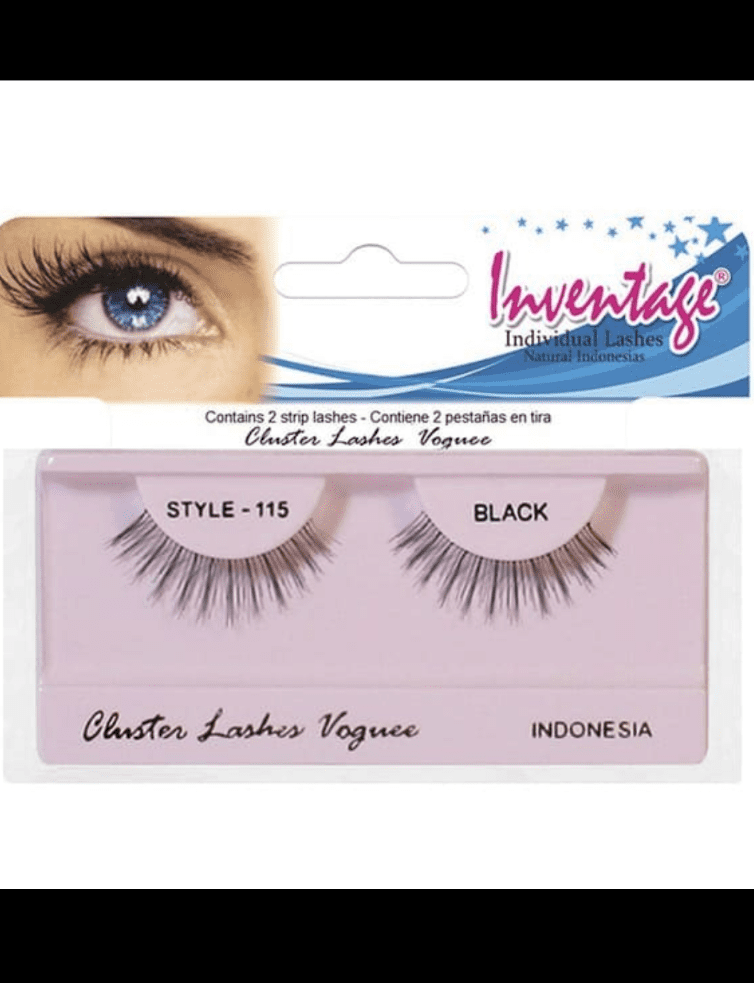 Inventage®
Individual Lashes
Natural Indonesias
Contains 2 strip lashes - Contiene 2 pestañas en tira
Cluster Lashes Voguee
STYLE - 115
BLACK
Cluster Lashes Voguee
INDONESIA